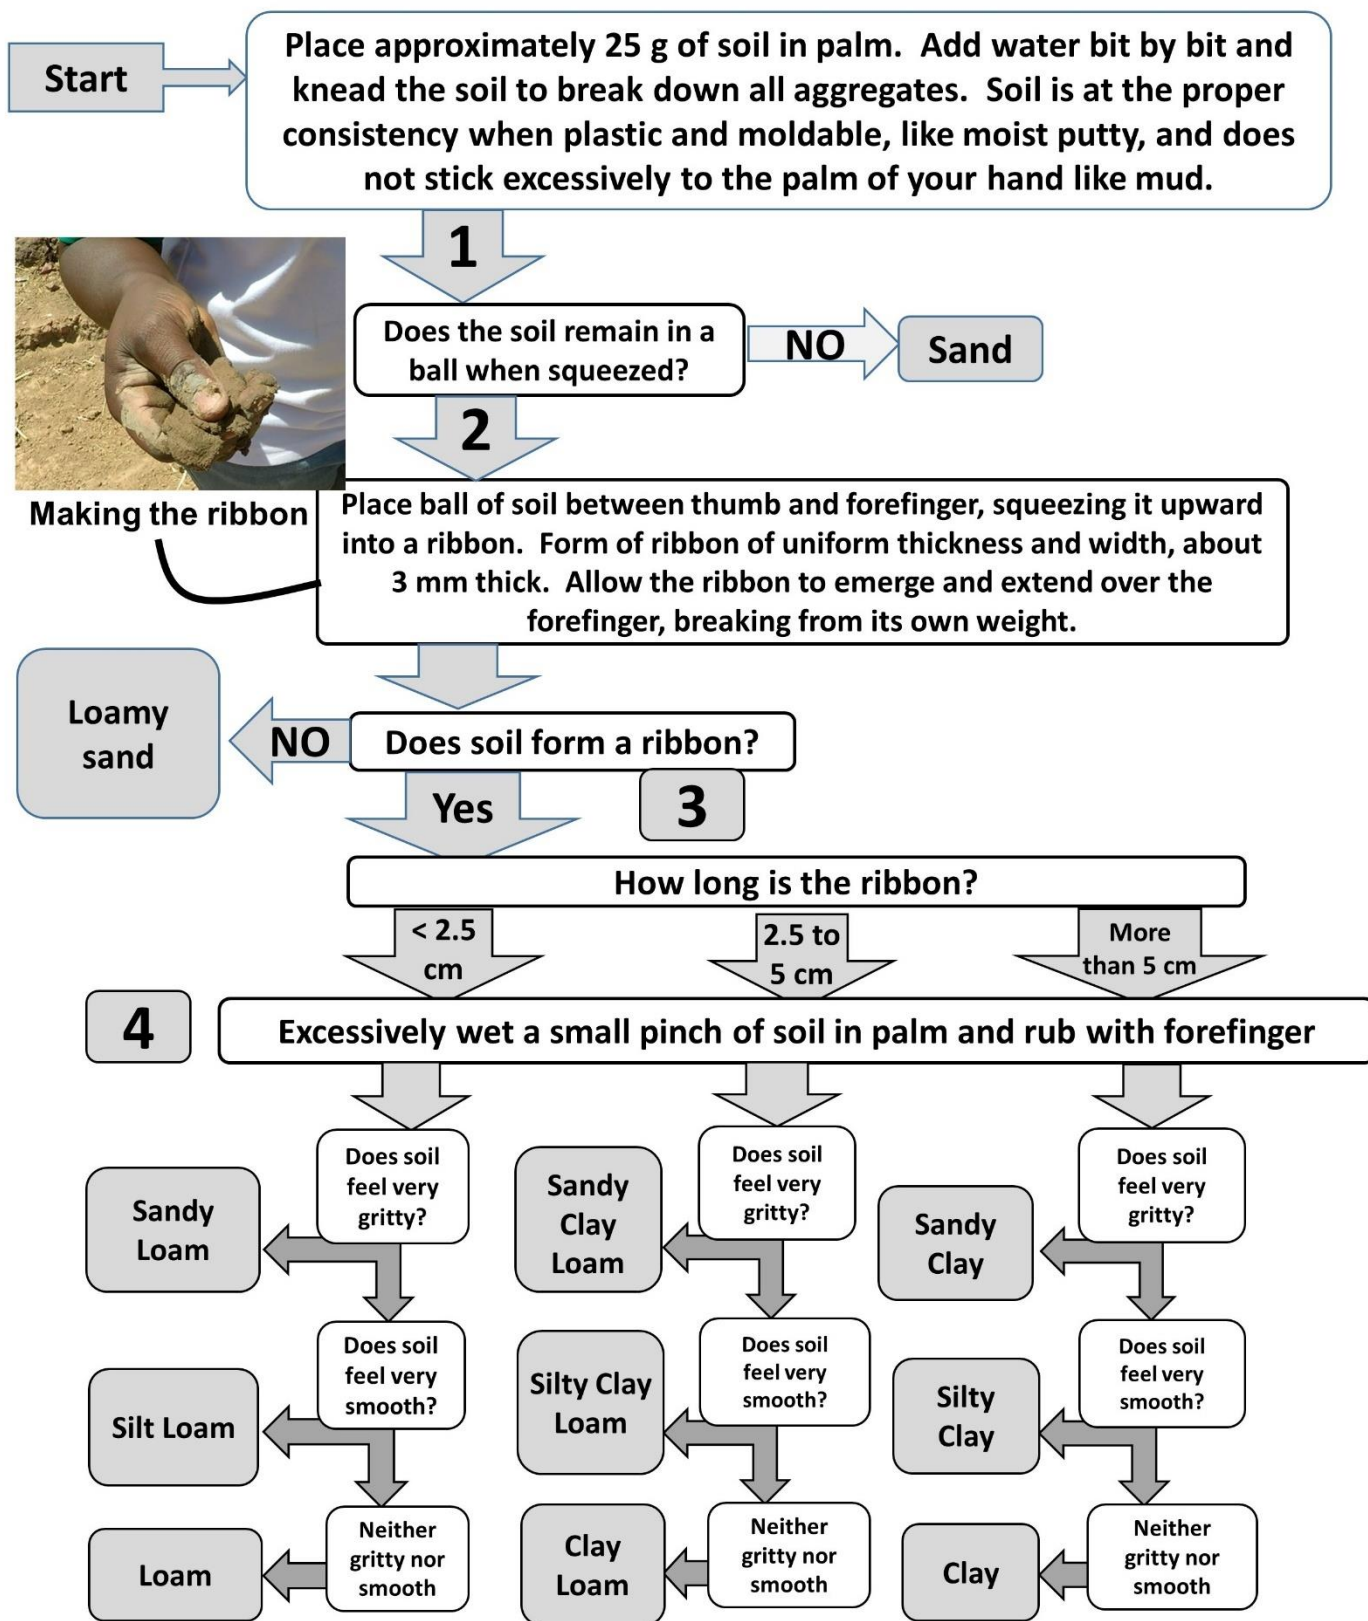 Start
Place approximately 25 g of soil in palm.  Add water bit by bit and
knead the soil to break down all aggregates.  Soil is at the proper
consistency when plastic and moldable, like moist putty, and does
not stick excessively to the palm of your hand like mud.
1
Does the soil remain in a
ball when squeezed?
NO
Sand
2
Making the ribbon
Place ball of soil between thumb and forefinger, squeezing it upward
into a ribbon.  Form of ribbon of uniform thickness and width, about
3 mm thick.  Allow the ribbon to emerge and extend over the
forefinger, breaking from its own weight.
Does soil form a ribbon?
NO
Loamy
sand
Yes
3
How long is the ribbon?
< 2.5
cm
2.5 to
5 cm
More
than 5 cm
4
Excessively wet a small pinch of soil in palm and rub with forefinger
Does soil
feel very
gritty?
Sandy
Loam
Does soil
feel very
smooth?
Silt Loam
Neither
gritty nor
smooth
Loam
Does soil
feel very
gritty?
Sandy
Clay
Loam
Does soil
feel very
smooth?
Silty Clay
Loam
Neither
gritty nor
smooth
Clay
Loam
Does soil
feel very
gritty?
Sandy
Clay
Does soil
feel very
smooth?
Silty
Clay
Neither
gritty nor
smooth
Clay